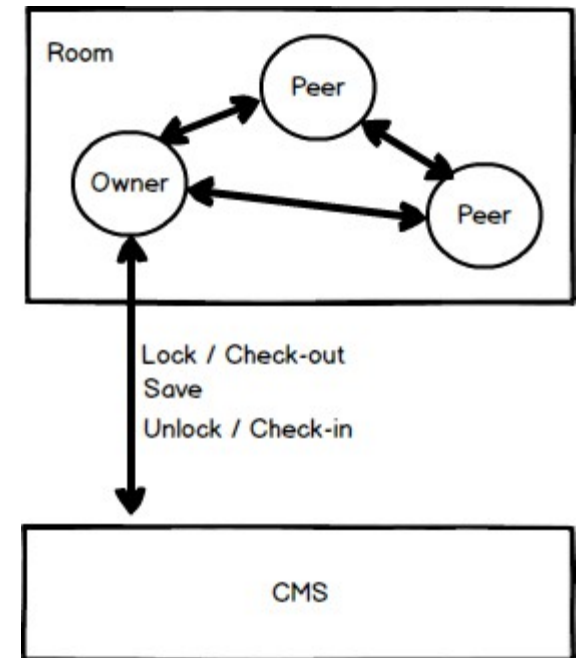 Room
Peer
Owner
Peer
Lock / Check-out
Save
Unlock / Check-in
CMS